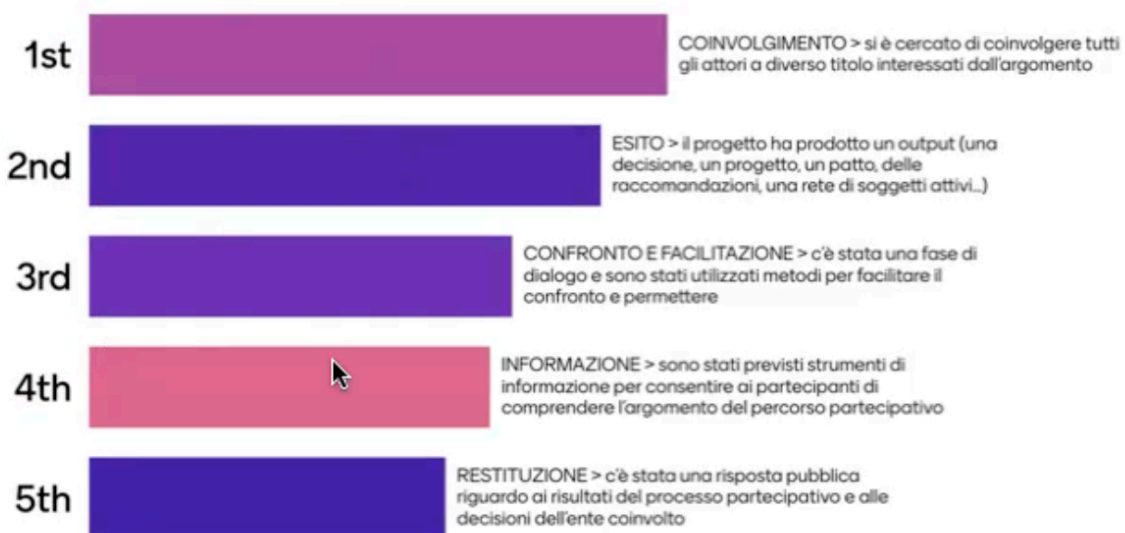 1st
COINVOLGIMENTO > si è cercato di coinvolgere tutti
gli attori a diverso titolo interessati dall'argomento
2nd
ESITO > il progetto ha prodotto un output (una
decisione, un progetto, un patto, delle
raccomandazioni, una rete di soggetti attivi...)
3rd
CONFRONTO E FACILITAZIONE > c'è stata una fase di
dialogo e sono stati utilizzati metodi per facilitare il
confronto e permettere
4th
INFORMAZIONE > sono stati previsti strumenti di
informazione per consentire ai partecipanti di
comprendere l'argomento del percorso partecipativo
5th
RESTITUZIONE > c'è stata una risposta pubblica
riguardo ai risultati del processo partecipativo e alle
decisioni dell'ente coinvolto